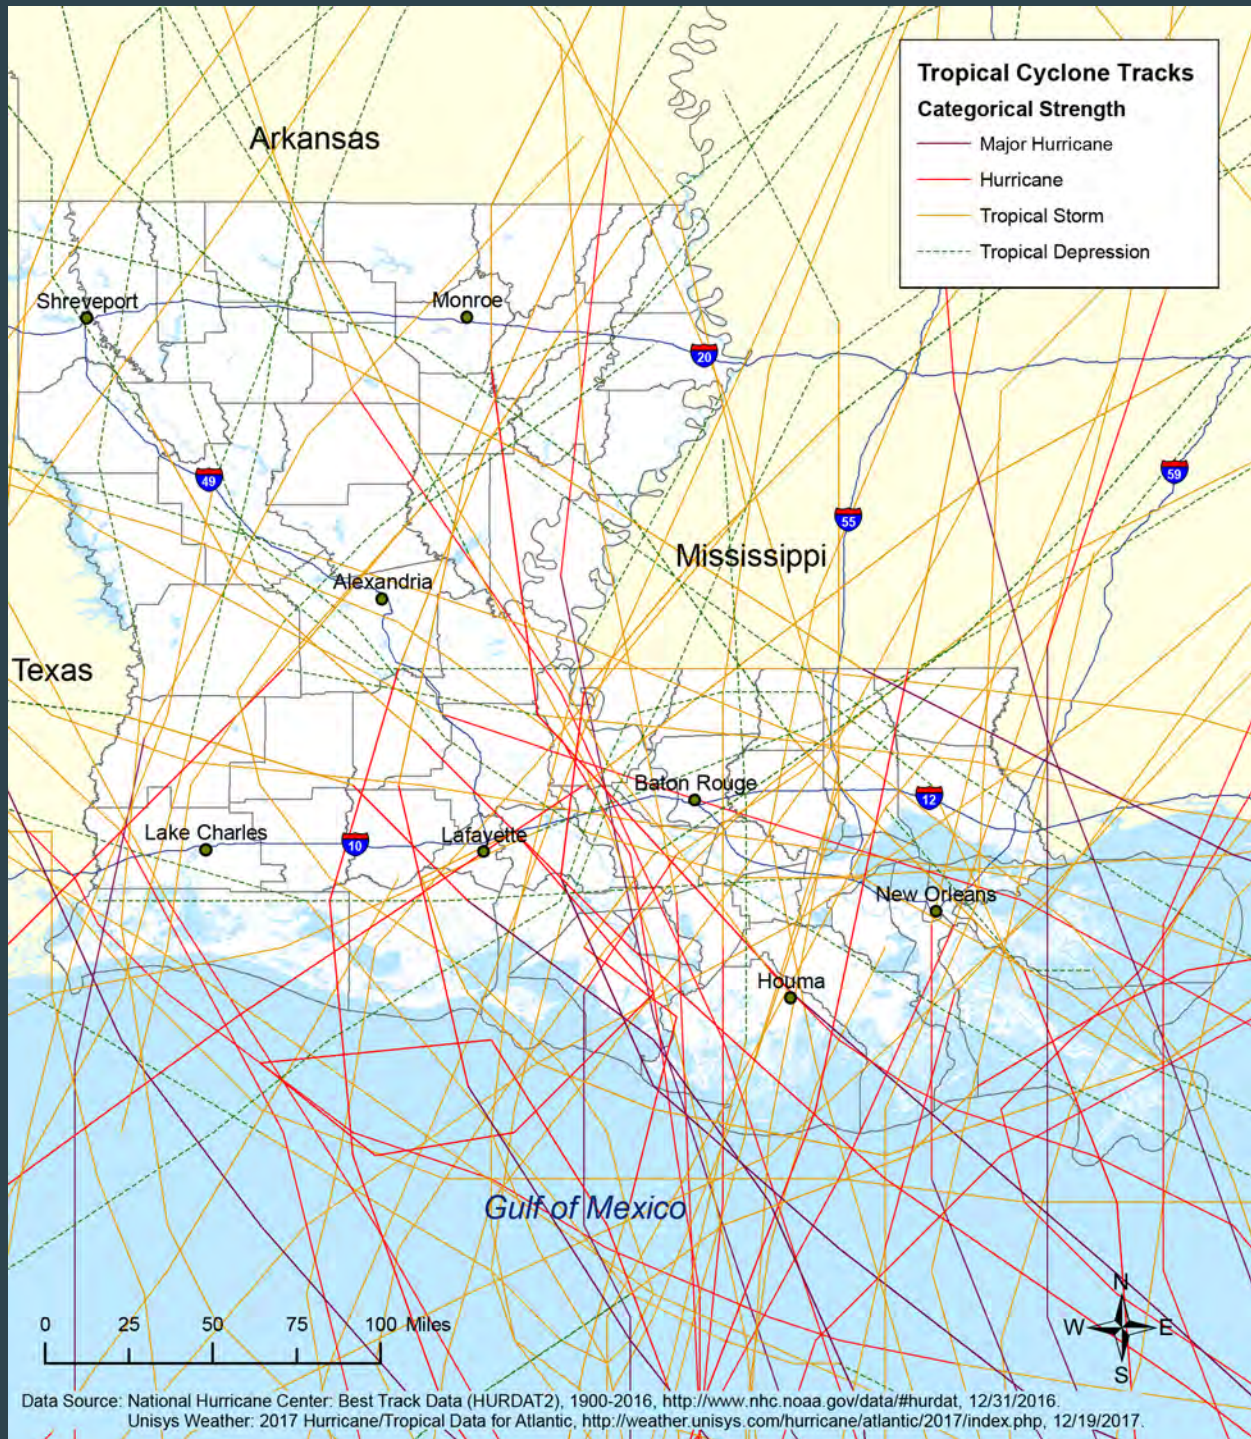 Tropical Cyclone Tracks
Categorical Strength
Major Hurricane
Hurricane
Tropical Storm
Tropical Depression
Arkansas
Shreveport
Monroe
20
49
59
55
Mississippi
Alexandria
Texas
Baton Rouge
12
Lake Charles
10
Lafayette
New Orleans
Houma
Gulf of Mexico
N
W E
S
0 25 50 75 100 Miles
Data Source: National Hurricane Center: Best Track Data (HURDAT2), 1900-2016, http://www.nhc.noaa.gov/data/#hurdat, 12/31/2016.
Unisys Weather: 2017 Hurricane/Tropical Data for Atlantic, http://weather.unisys.com/hurricane/atlantic/2017/index.php, 12/19/2017.